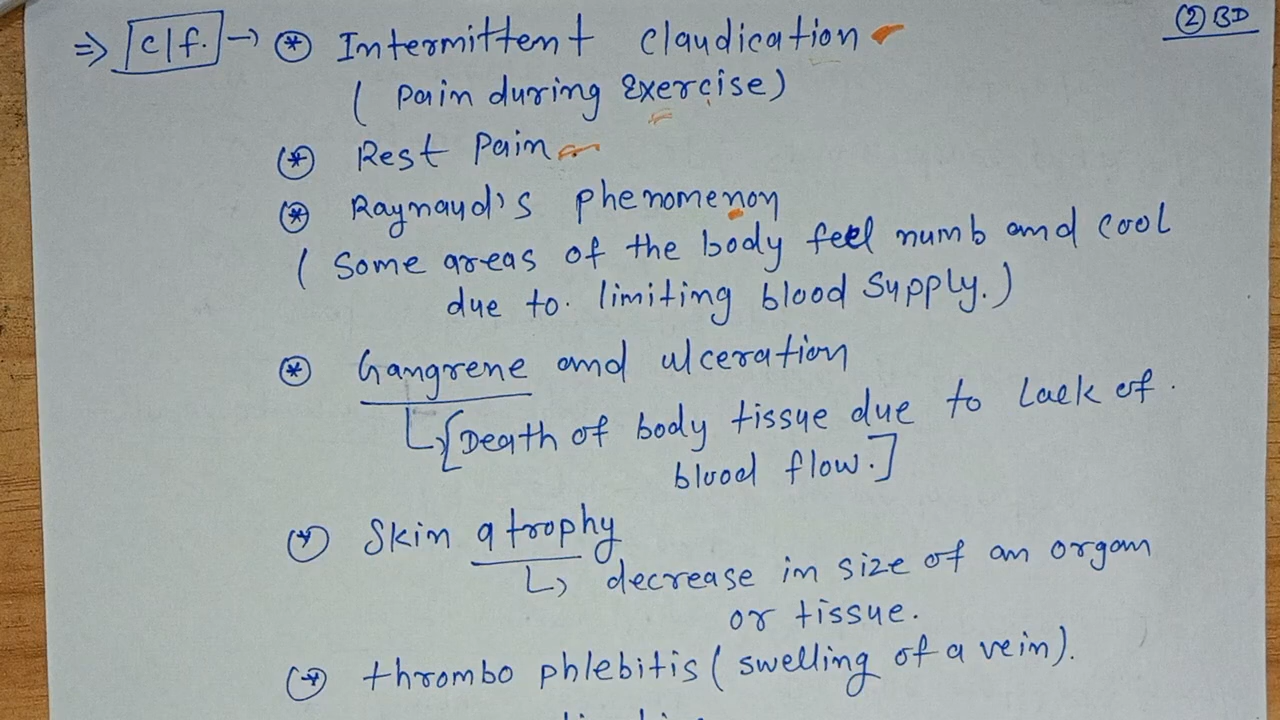 ② BD
⇒ C/f. → * Intermittent claudication
( Pain during Exercise)
* Rest Pain
* Raynaud's phenomenon
( Some areas of the body feel numb and cool
due to. limiting blood Supply.)
* Gangrene and ulceration
↳ [Death of body tissue due to Lack of.
blood flow.]
* Skin atrophy
↳ decrease in size of an organ
or tissue.
* thrombo phlebitis ( swelling of a vein).